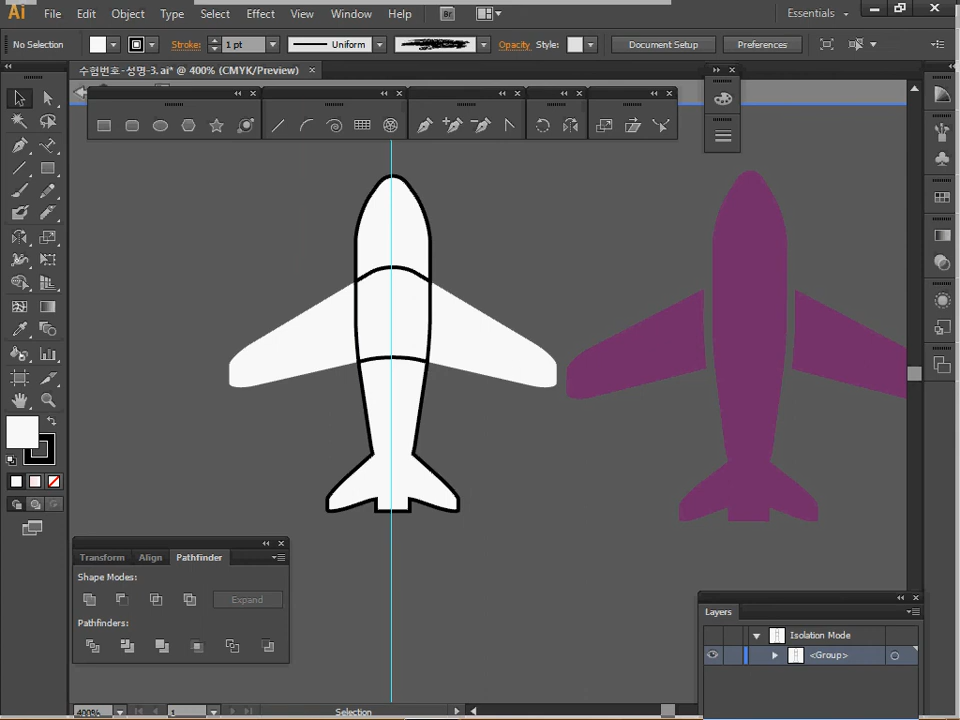 Ai File Edit Object Type Select Effect View Window Help Br Essentials
No Selection Stroke: 1 pt Uniform Opacity Style: Document Setup Preferences
수험번호-성명-3.ai* @ 400% (CMYK/Preview)
Transform Align Pathfinder
Shape Modes:
Expand
Pathfinders:
Layers
Isolation Mode
<Group>
400% 1 Selection